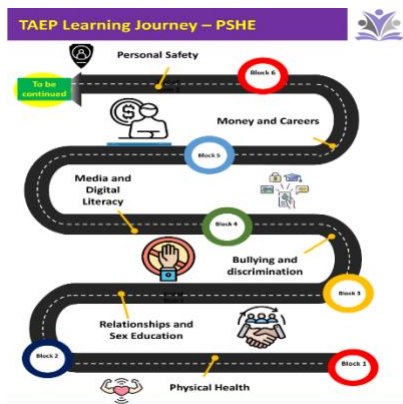 TAEP Learning Journey – PSHE
Personal Safety
Block 6
To be
continued
Money and Careers
Block 5
Media and
Digital
Literacy
Block 4
Bullying and
discrimination
Block 3
Relationships and
Sex Education
Block 2
Block 1
Physical Health